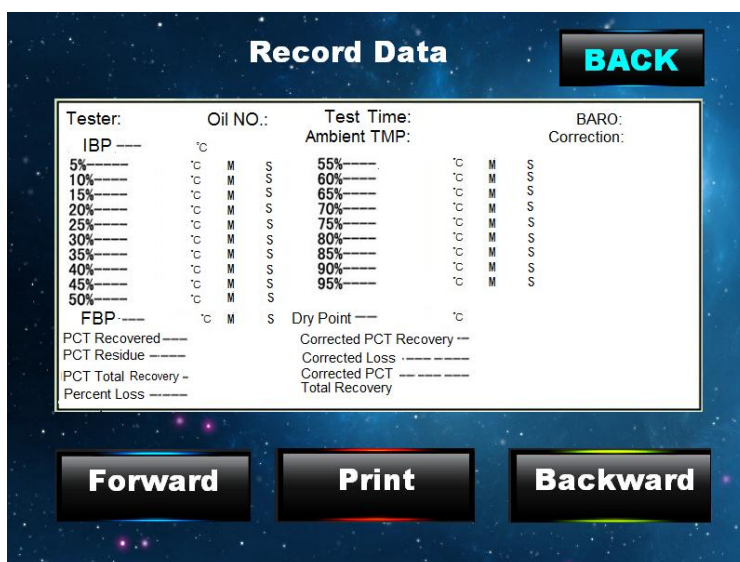 Record Data
BACK
Tester: Oil NO.: Test Time: BARO:
Ambient TMP: Correction:
IBP --- °C
5%----- °C M S 55%----. °C M S
10%---- °C M S 60%---- °C M S
15%---- °C M S 65%---- °C M S
20%---- °C M S 70%---- °C M S
25%---- °C M S 75%---- °C M S
30%---- °C M S 80%---- °C M S
35%---- °C M S 85%---- °C M S
40%---- °C M S 90%---- °C M S
45%---- °C M S 95%---- °C M S
50%---- °C M S
FBP ---- °C M S Dry Point --- °C
PCT Recovered --- Corrected PCT Recovery --
PCT Residue ----- Corrected Loss -------
PCT Total Recovery - Corrected PCT -------
Total Recovery
Percent Loss -----
Forward
Print
Backward